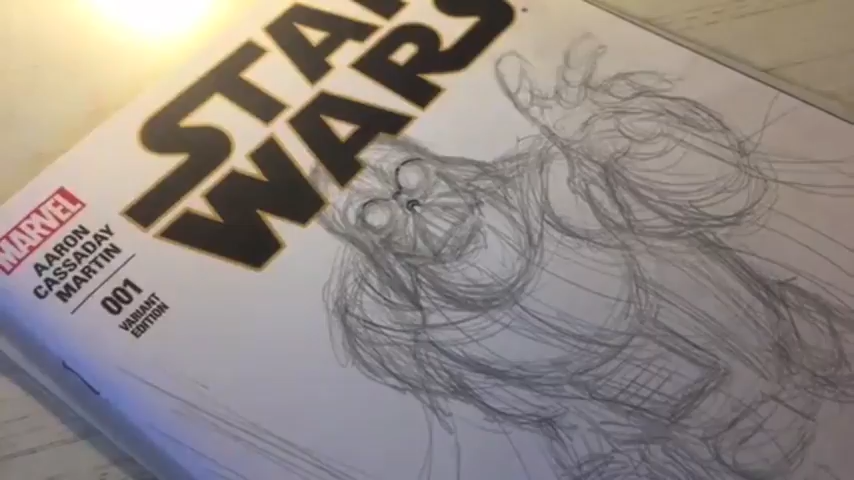 STAR
WARS
MARVEL
AARON
CASSADAY
MARTIN
001
VARIANT
EDITION